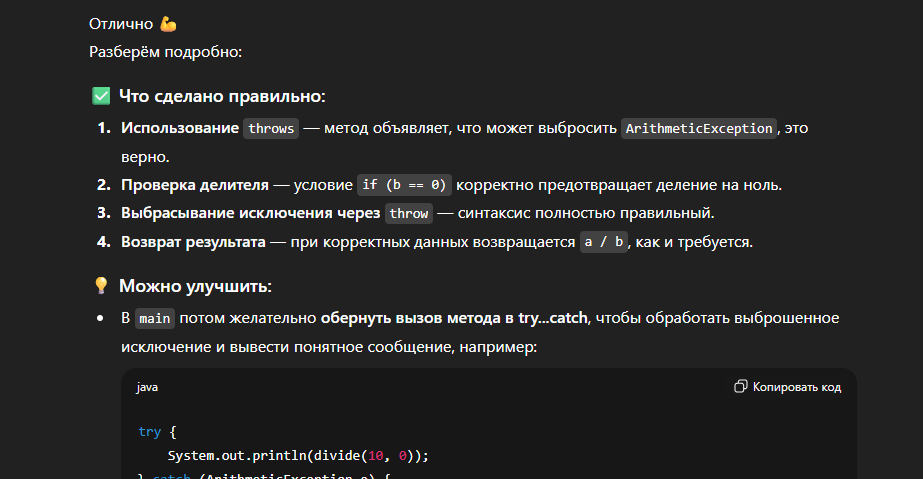 Отлично 💪
Разберём подробно:
✅ Что сделано правильно:
1. Использование throws — метод объявляет, что может выбросить ArithmeticException, это
верно.
2. Проверка делителя — условие if (b == 0) корректно предотвращает деление на ноль.
3. Выбрасывание исключения через throw — синтаксис полностью правильный.
4. Возврат результата — при корректных данных возвращается a / b, как и требуется.
💡 Можно улучшить:
• В main потом желательно обернуть вызов метода в try...catch, чтобы обработать выброшенное
исключение и вывести понятное сообщение, например:
java Копировать код
try {
System.out.println(divide(10, 0));
} catch (ArithmeticException e) {